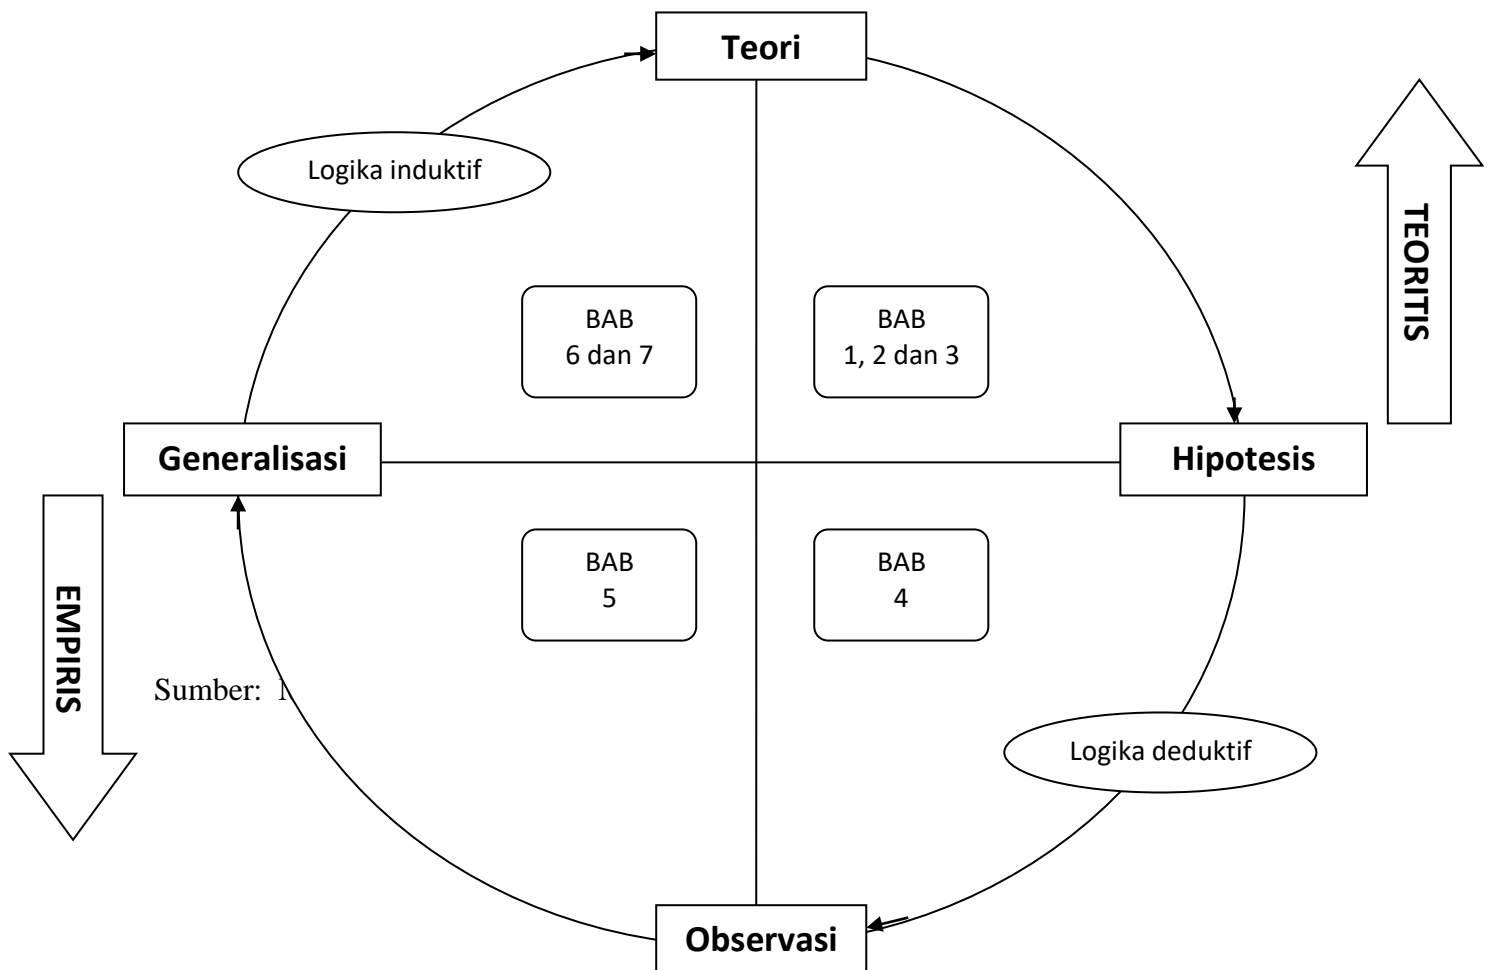 Teori
Logika induktif
TEORITIS
BAB
6 dan 7
BAB
1, 2 dan 3
Generalisasi
Hipotesis
EMPIRIS
BAB
5
BAB
4
Sumber:
Logika deduktif
Observasi